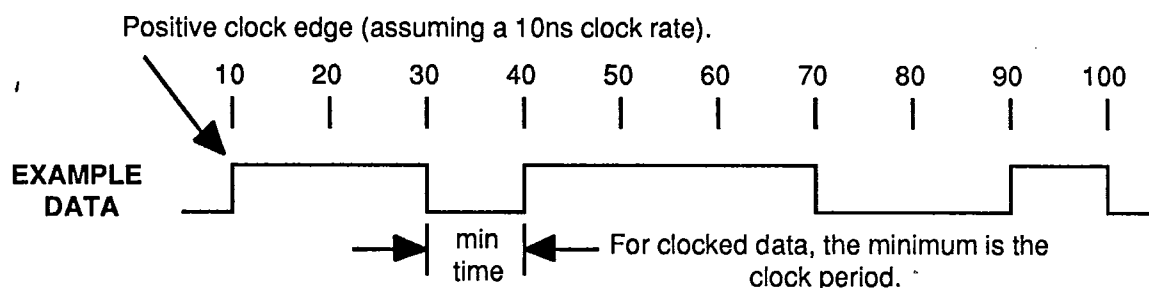 Positive clock edge (assuming a 10ns clock rate).
10 20 30 40 50 60 70 80 90 100
EXAMPLE
DATA
min
time
For clocked data, the minimum is the
clock period.